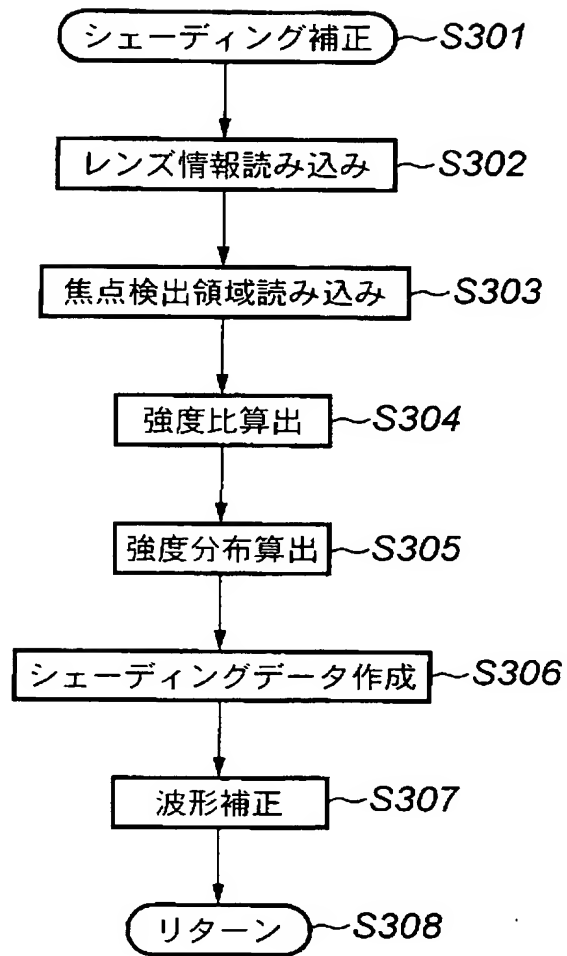 シェーディング補正 S301
レンズ情報読み込み S302
焦点検出領域読み込み S303
強度比算出 S304
強度分布算出 S305
シェーディングデータ作成 S306
波形補正 S307
リターン S308